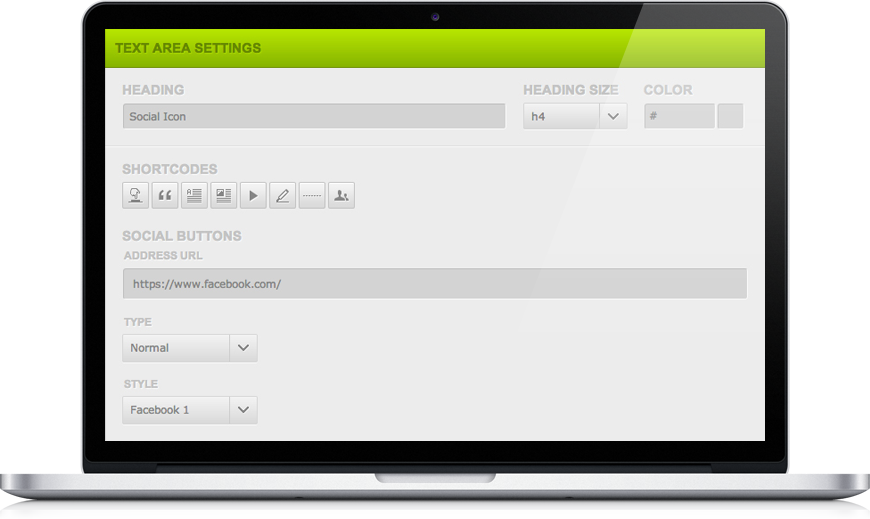 TEXT AREA SETTINGS
HEADING HEADING SIZE COLOR
Social Icon h4 #
SHORTCODES
SOCIAL BUTTONS
ADDRESS URL
https://www.facebook.com/
TYPE
Normal
STYLE
Facebook 1